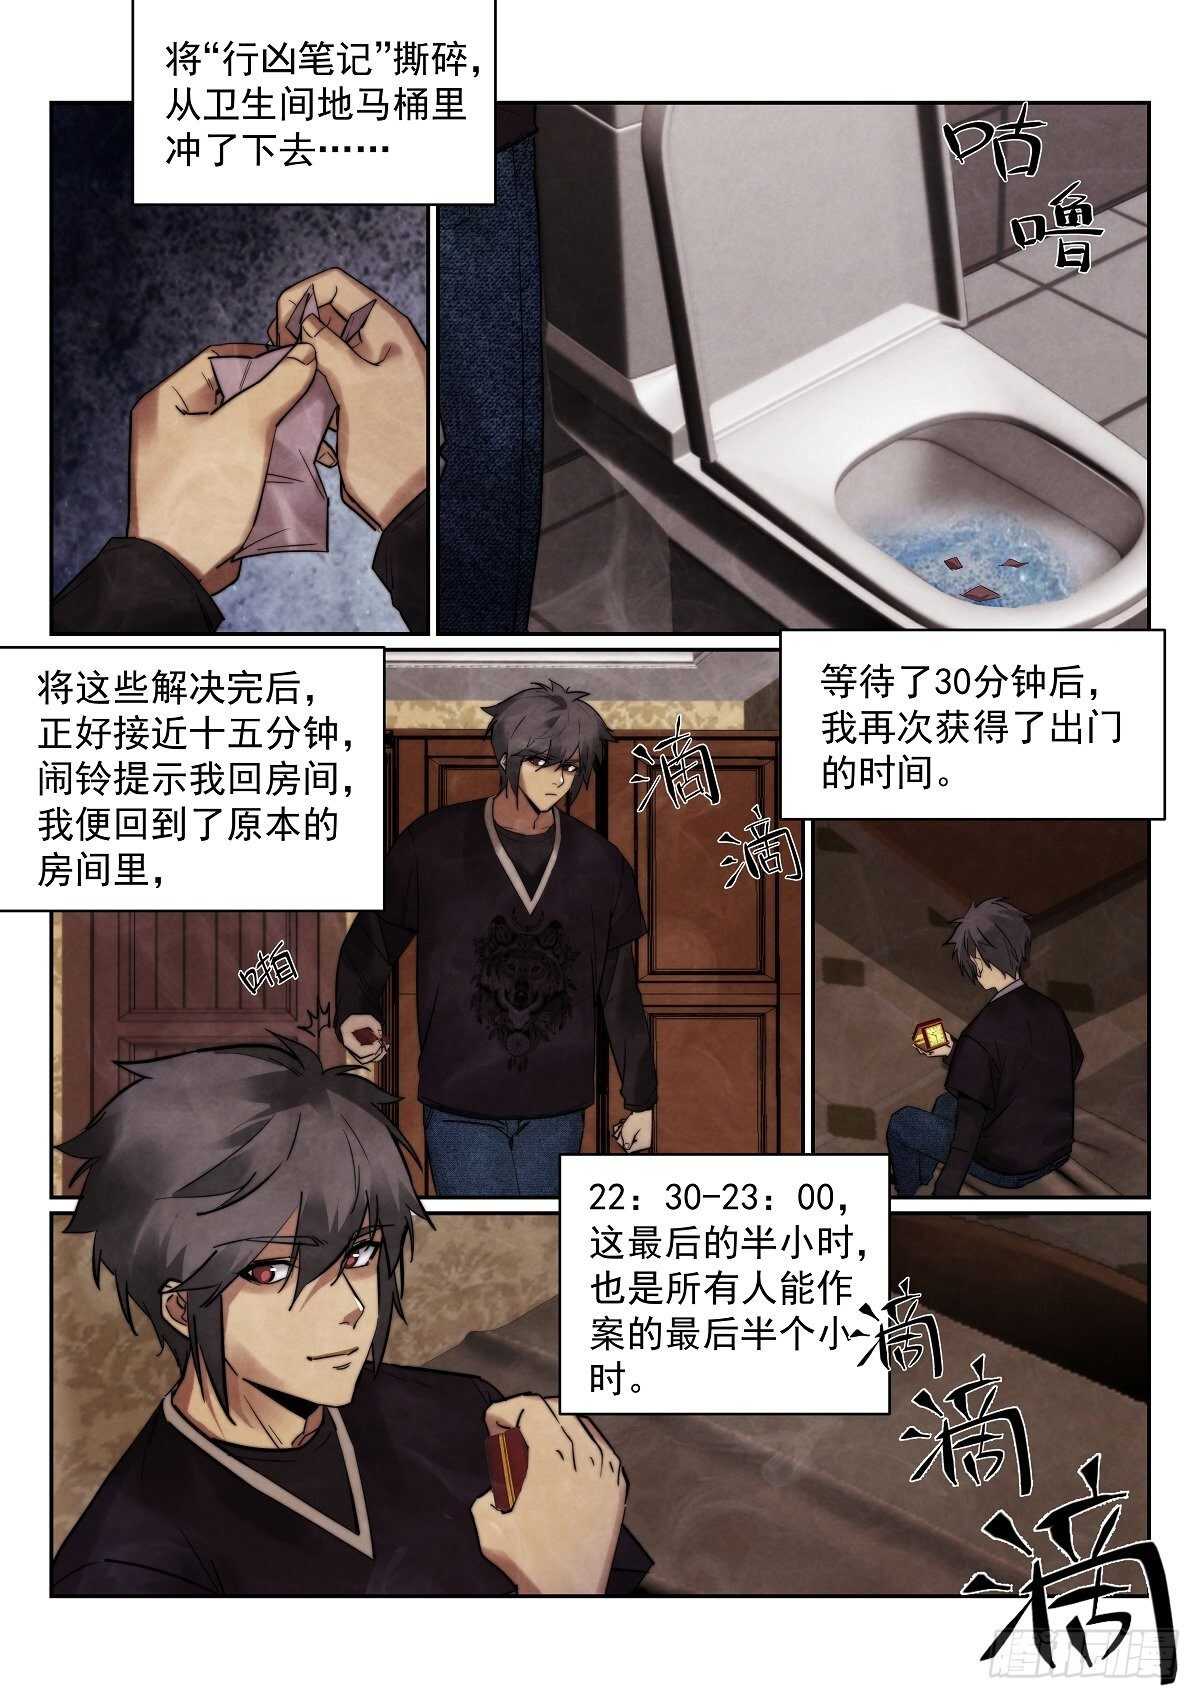 将“行凶笔记”撕碎，
从卫生间地马桶里
冲了下去……
咕
噜
将这些解决完后，
正好接近十五分钟，
闹铃提示我回房间，
我便回到了原本的
房间里，
滴
滴
啪
等待了30分钟后，
我再次获得了出门
的时间。
22：30-23：00，
这最后的半小时，
也是所有人能作
案的最后半个小
时。
滴
滴
滴
腾讯动漫